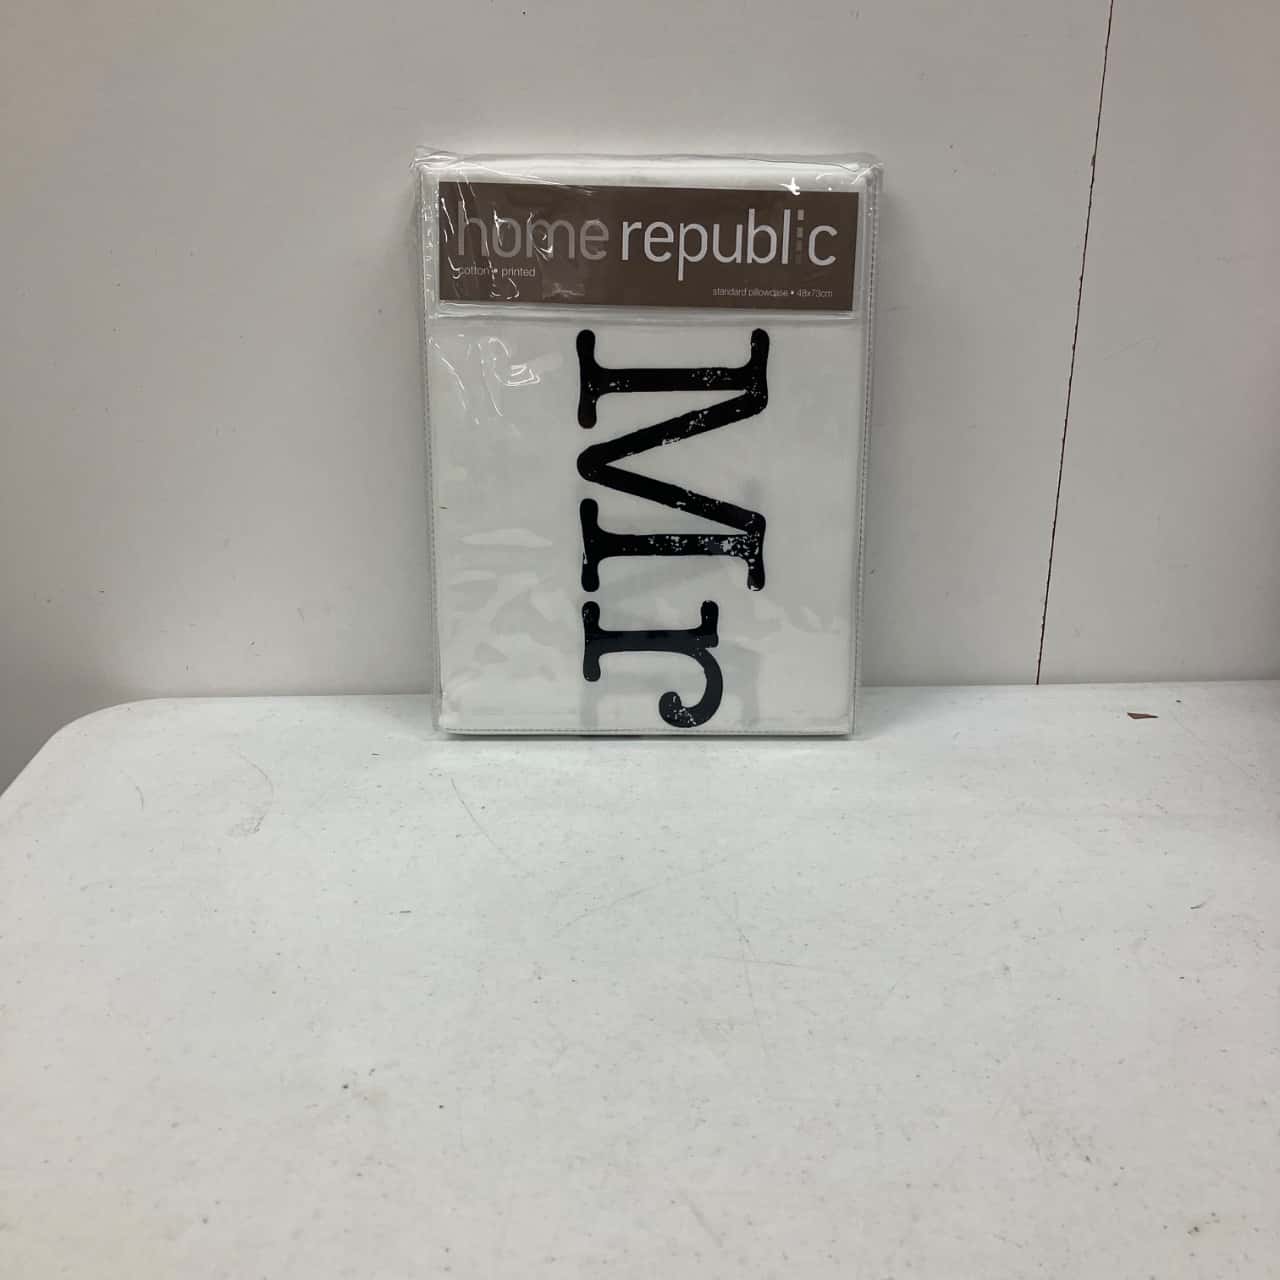 home republic
cotton • printed
standard pillowcase • 48x73cm
Mr